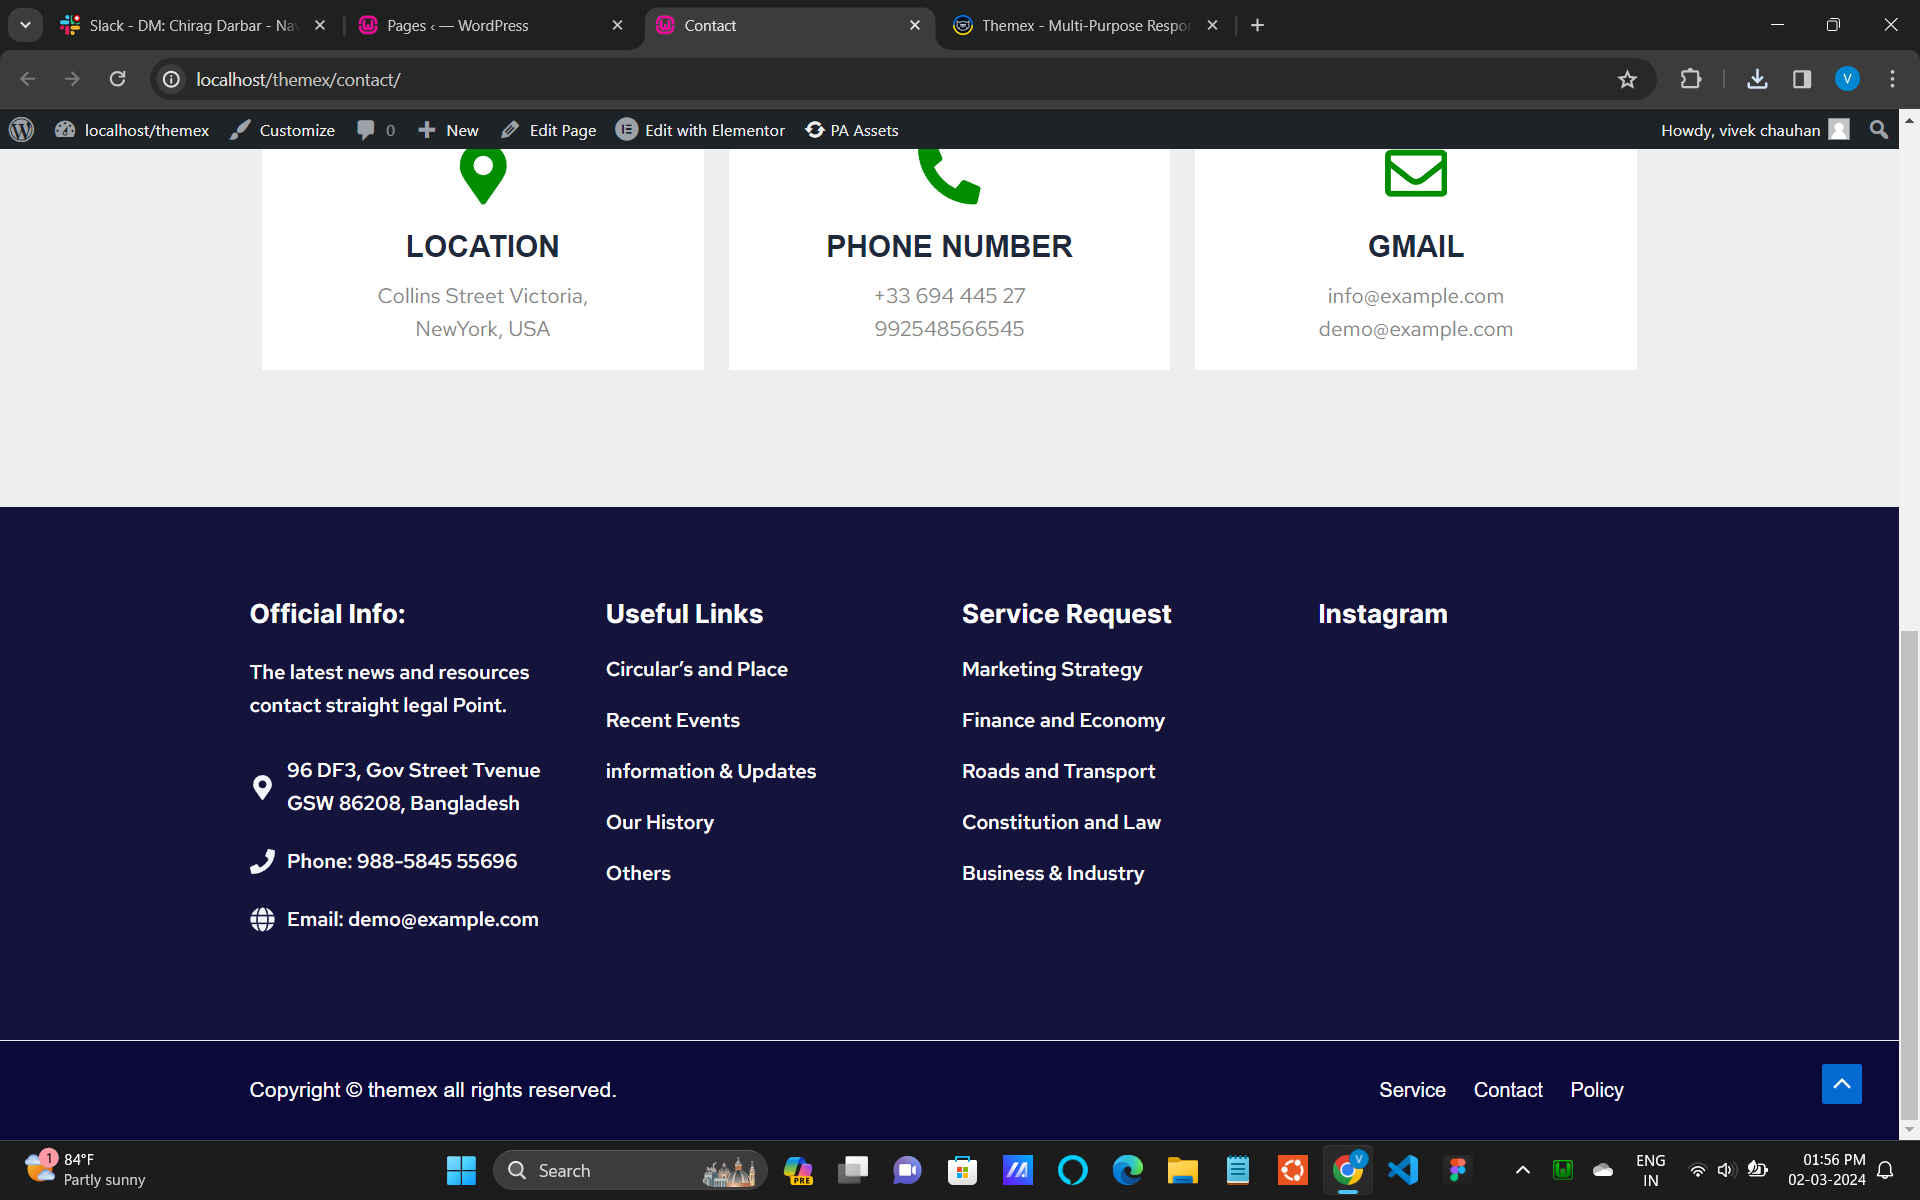 Slack - DM: Chirag Darbar - Na
Pages ‹ — WordPress
Contact
Themex - Multi-Purpose Respo
localhost/themex/contact/
V
localhost/themex
Customize
0
New
Edit Page
Edit with Elementor
PA Assets
Howdy, vivek chauhan
LOCATION
Collins Street Victoria,
NewYork, USA
PHONE NUMBER
+33 694 445 27
992548566545
GMAIL
info@example.com
demo@example.com
Official Info:
The latest news and resources
contact straight legal Point.
96 DF3, Gov Street Tvenue
GSW 86208, Bangladesh
Phone: 988-5845 55696
Email: demo@example.com
Useful Links
Circular’s and Place
Recent Events
information & Updates
Our History
Others
Service Request
Marketing Strategy
Finance and Economy
Roads and Transport
Constitution and Law
Business & Industry
Instagram
Copyright © themex all rights reserved.
Service
Contact
Policy
1
84°F
Partly sunny
Search
PRE
V
ENG
IN
01:56 PM
02-03-2024